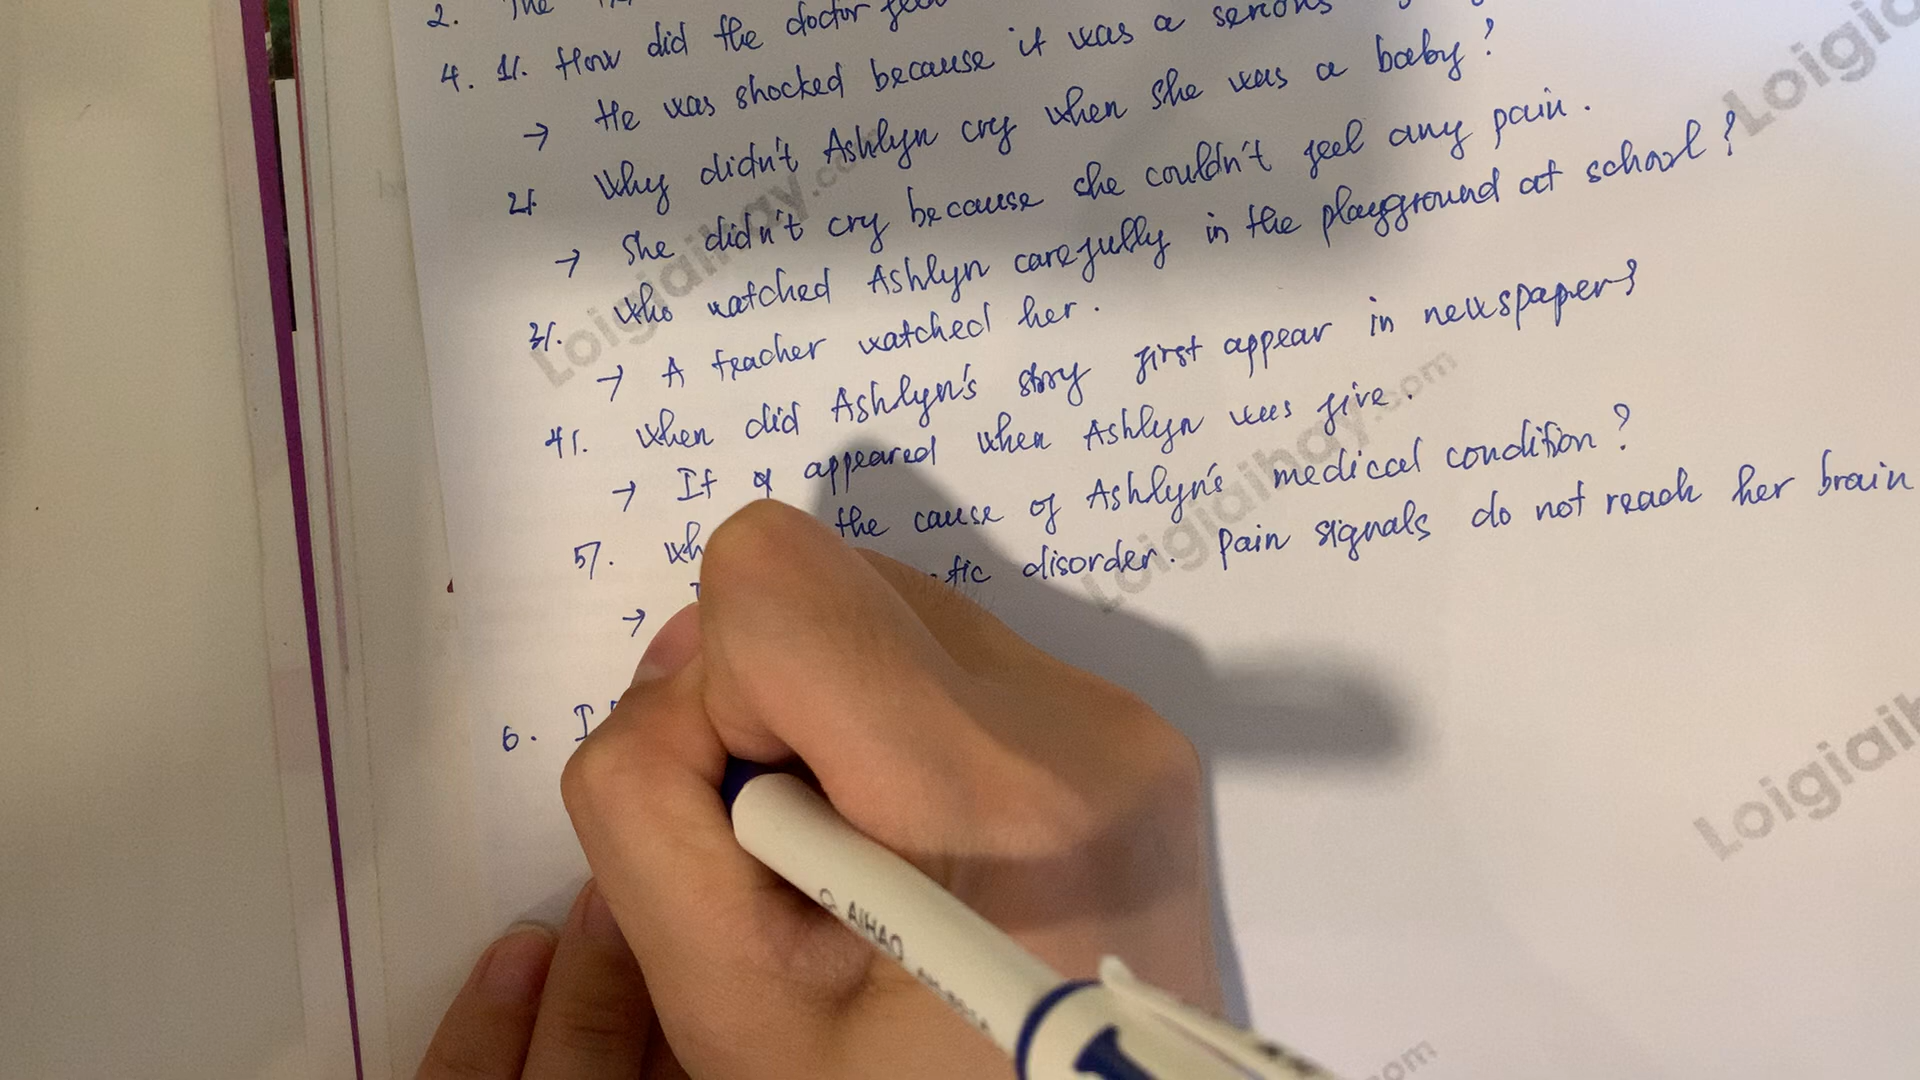 2. The
4. 1/. How did the doctor feel
→ He was shocked because it was a serious
2/. Why didn't Ashlyn cry when she was a baby?
→ She didn't cry because she couldn't feel any pain.
3/. Who watched Ashlyn carefully in the playground at school?
→ A teacher watched her.
4/. When did Ashlyn's story first appear in newspapers?
→ It appeared when Ashlyn was five.
5/. the cause of Ashlyn's medical condition?
→ disorder. Pain signals do not reach her brain
6. I
Loigiaihay.com
Loigiaihay.com
AIHAO